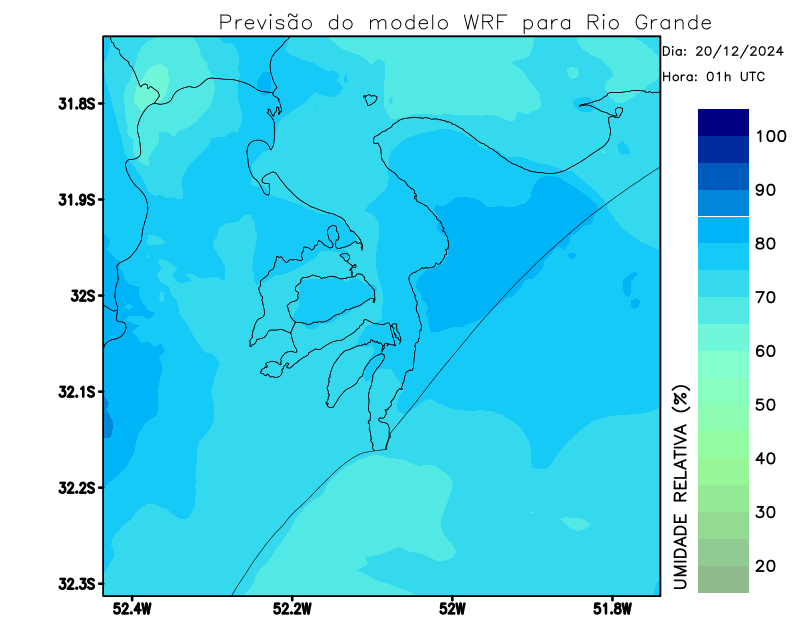 Previsão do modelo WRF para Rio Grande
Dia: 20/12/2024
Hora: 01h UTC
31.8S
31.9S
32S
32.1S
32.2S
32.3S
52.4W
52.2W
52W
51.8W
100
90
80
70
60
50
40
30
20
UMIDADE RELATIVA (%)